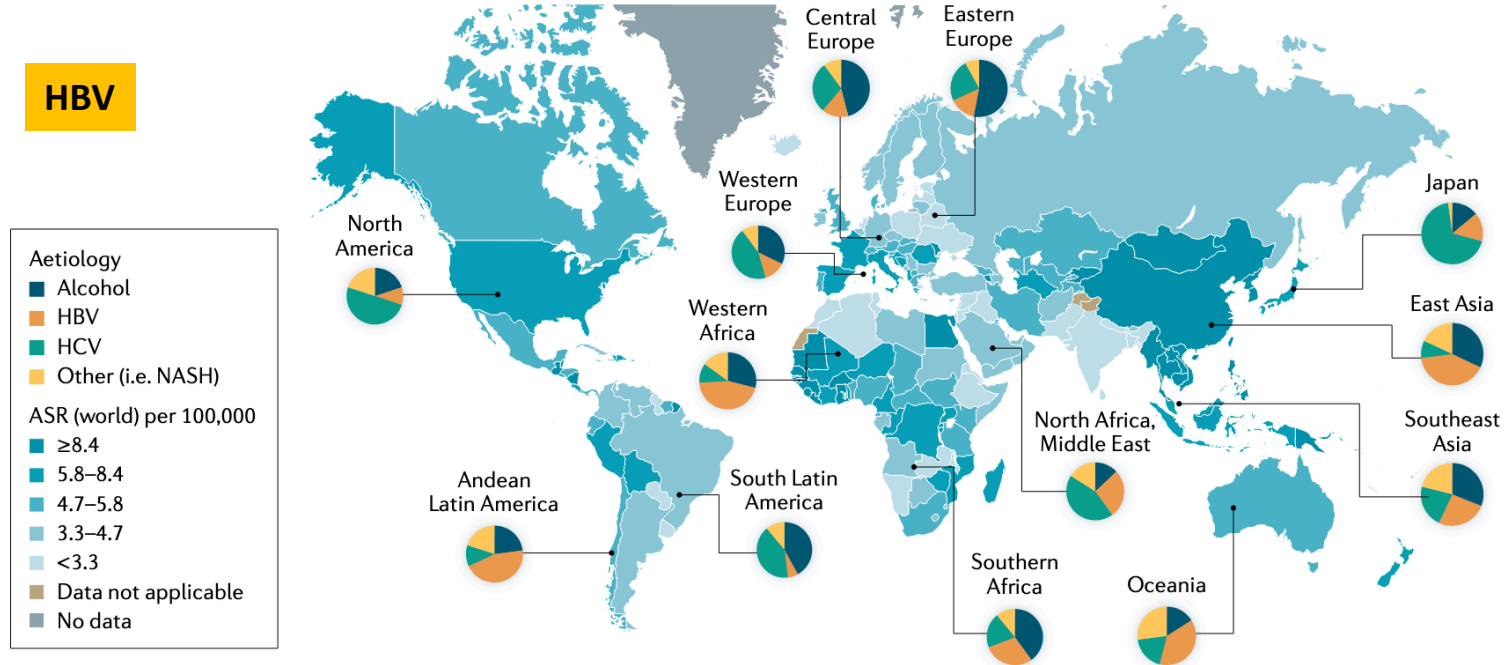 HBV
Aetiology
Alcohol
HBV
HCV
Other (i.e. NASH)
ASR (world) per 100,000
≥8.4
5.8–8.4
4.7–5.8
3.3–4.7
<3.3
Data not applicable
No data
North
America
Central
Europe
Eastern
Europe
Western
Europe
Western
Africa
Japan
East Asia
Southeast
Asia
North Africa,
Middle East
Andean
Latin America
South Latin
America
Southern
Africa
Oceania